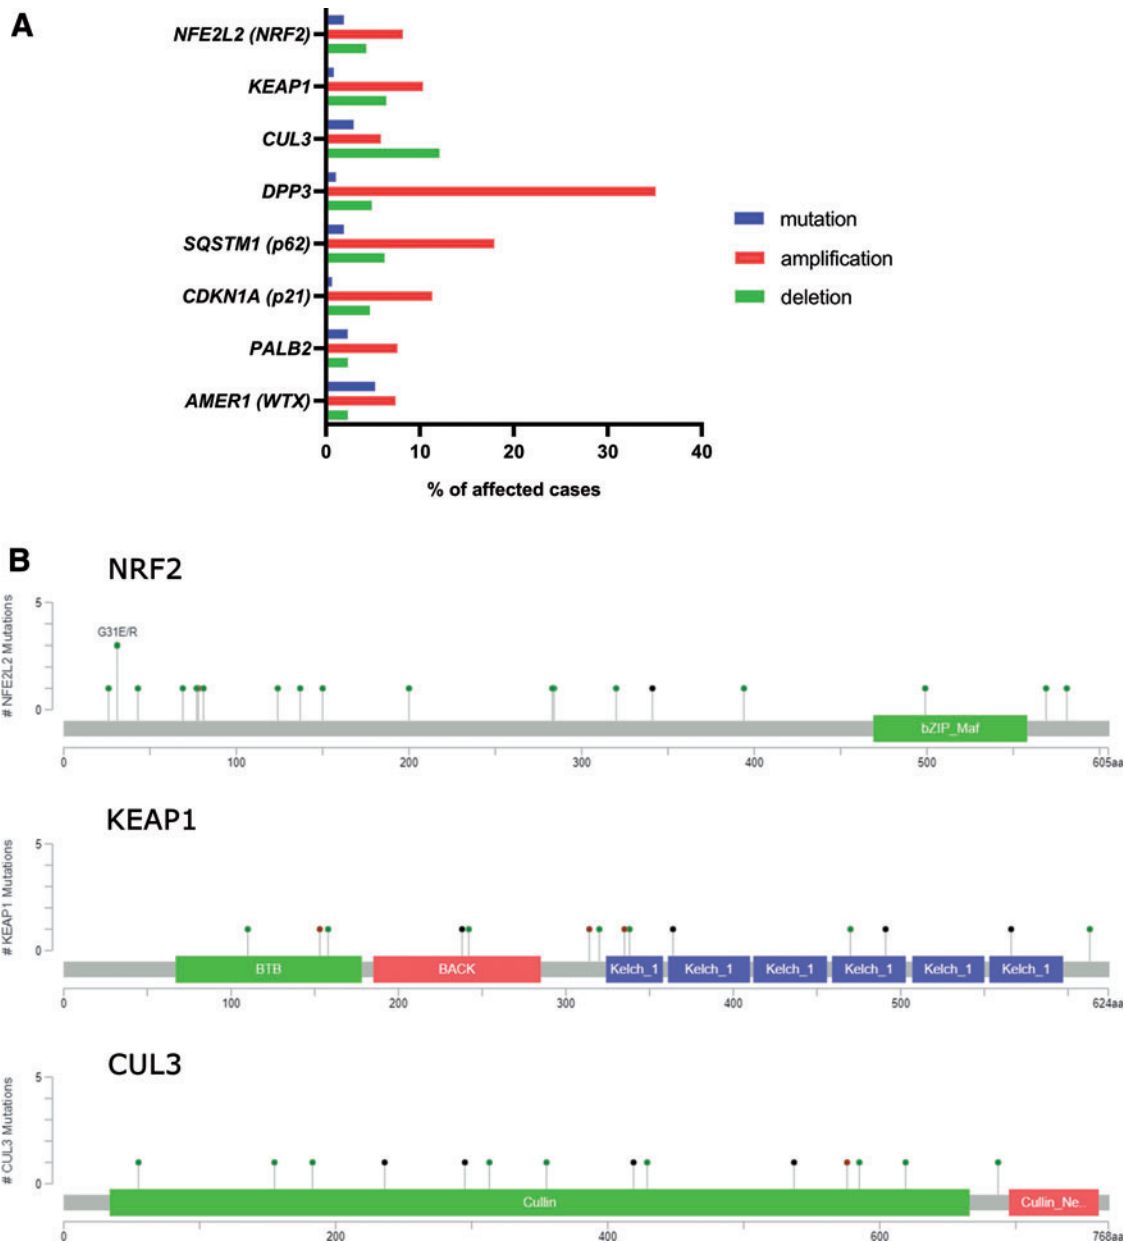 A
NFE2L2 (NRF2)
KEAP1
CUL3
DPP3
SQSTM1 (p62)
CDKN1A (p21)
PALB2
AMER1 (WTX)
0 10 20 30 40
% of affected cases
mutation
amplification
deletion
B
NRF2
# NFE2L2 Mutations
5
0
G31E/R
bZIP_Maf
0 100 200 300 400 500 605aa
KEAP1
# KEAP1 Mutations
5
0
BTB BACK Kelch_1 Kelch_1 Kelch_1 Kelch_1 Kelch_1 Kelch_1
0 100 200 300 400 500 624aa
CUL3
# CUL3 Mutations
5
0
Cullin Cullin_Ne..
0 200 400 600 768aa